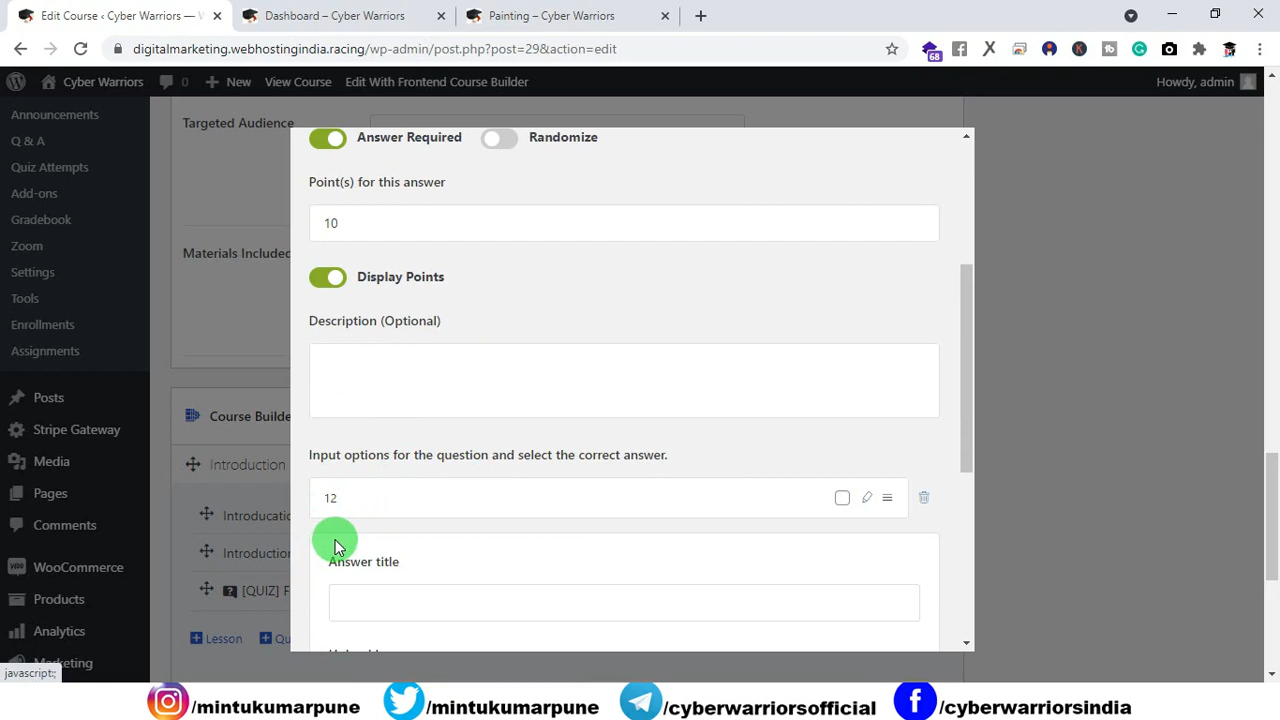 Edit Course ‹ Cyber Warriors — W
Dashboard – Cyber Warriors
Painting – Cyber Warriors
digitalmarketing.webhostingindia.racing/wp-admin/post.php?post=29&action=edit
68
Cyber Warriors
0
New
View Course
Edit With Frontend Course Builder
Howdy, admin
Announcements
Q & A
Quiz Attempts
Add-ons
Gradebook
Zoom
Settings
Tools
Enrollments
Assignments
Posts
Stripe Gateway
Media
Pages
Comments
WooCommerce
Products
Analytics
Marketing
javascript:;
Targeted Audience
Materials Included
Course Builde
Introduction
Introducatio
Introduction
[QUIZ] F
Lesson
Qu
Answer Required
Randomize
Point(s) for this answer
10
Display Points
Description (Optional)
Input options for the question and select the correct answer.
12
Answer title
/mintukumarpune
/mintukumarpune
/cyberwarriorsofficial
/cyberwarriorsindia